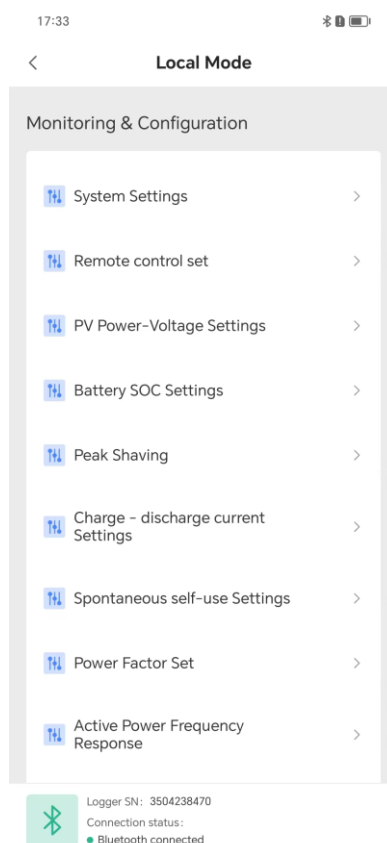 17:33
Local Mode
Monitoring & Configuration
System Settings
Remote control set
PV Power-Voltage Settings
Battery SOC Settings
Peak Shaving
Charge - discharge current
Settings
Spontaneous self-use Settings
Power Factor Set
Active Power Frequency
Response
Logger SN: 3504238470
Connection status:
Bluetooth connected